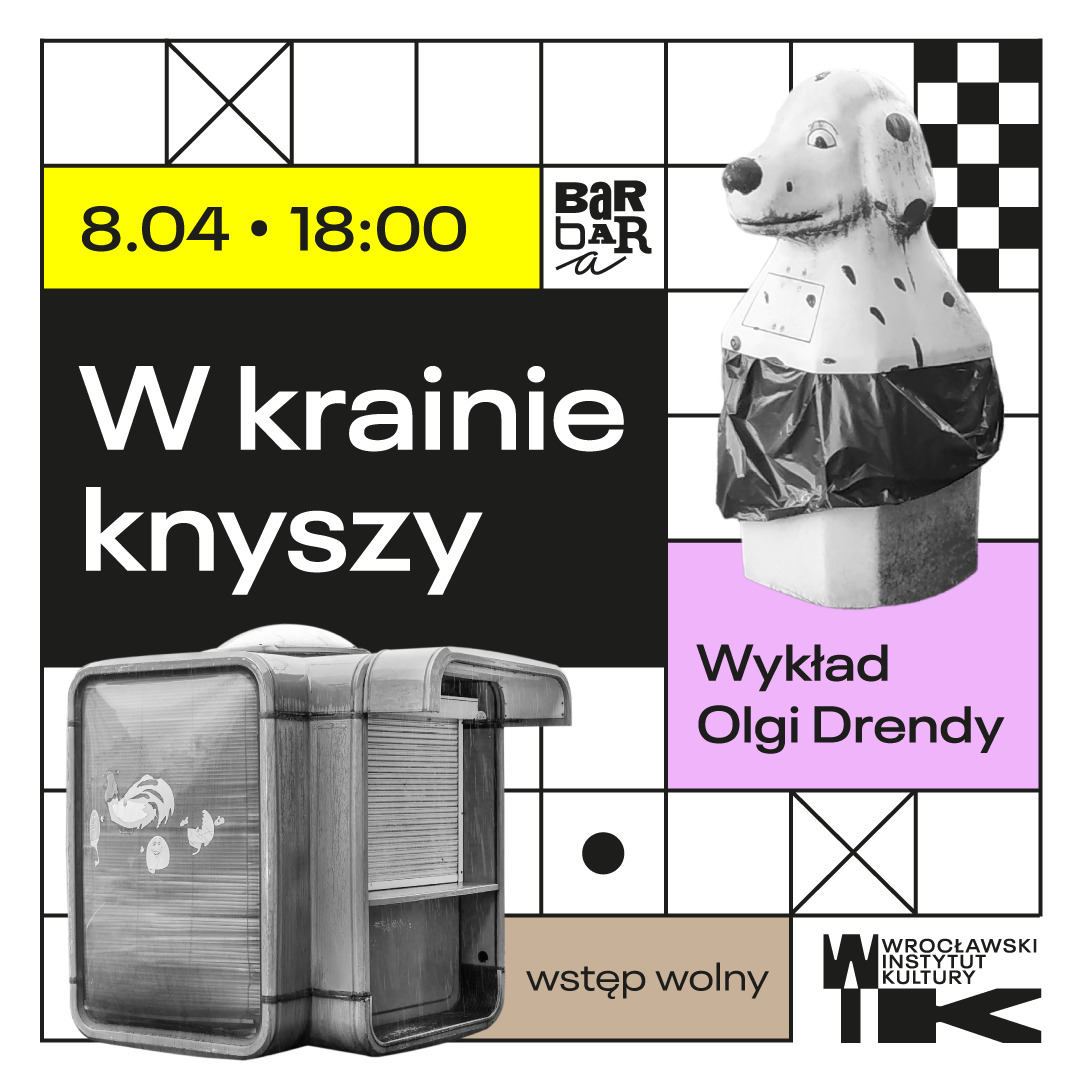 8.04 • 18:00
BaR
bAR
a
W krainie
knyszy
Wykład
Olgi Drendy
wstęp wolny
WROCŁAWSKI
INSTYTUT
KULTURY
WIK